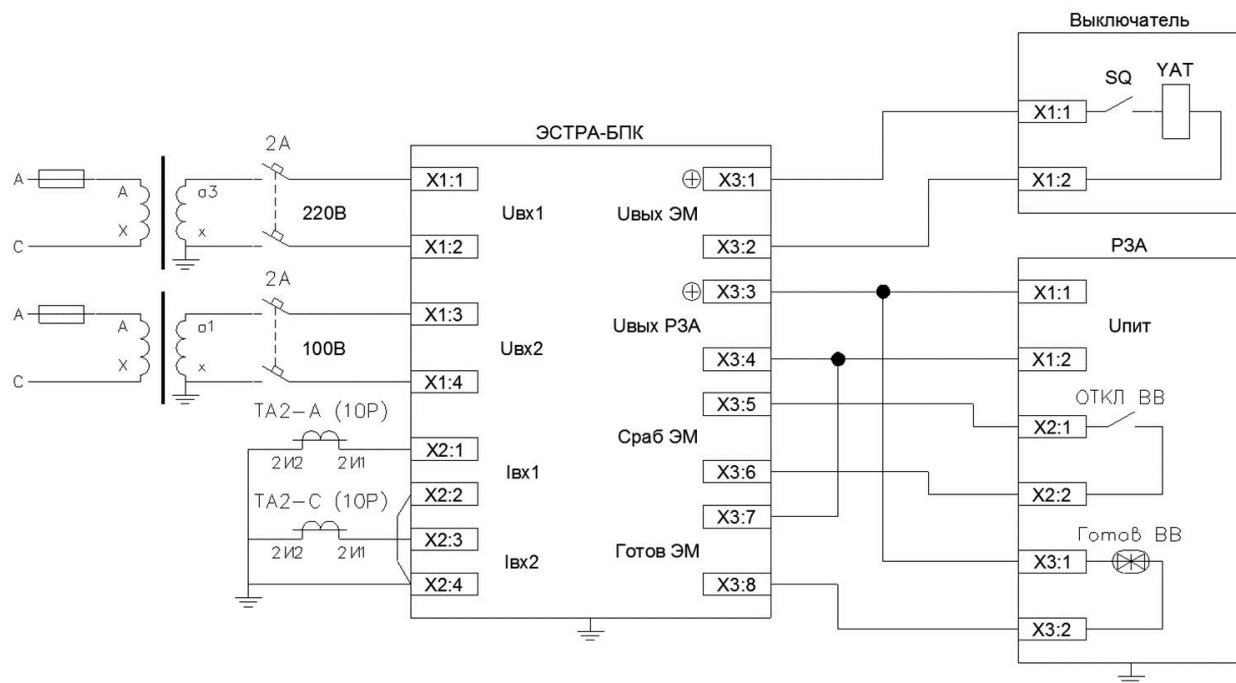 Выключатель
SQ
YAT
X1:1
X1:2
ЭСТРА-БПК
2А
А
А
а3
Х
х
С
220В
X1:1
Uвх1
X1:2
2А
А
А
а1
Х
х
С
100В
X1:3
Uвх2
X1:4
ТА2-А (10Р)
2И2
2И1
X2:1
Iвх1
X2:2
ТА2-С (10Р)
2И2
2И1
X2:3
Iвх2
X2:4
X3:1
Uвых ЭМ
X3:2
X3:3
Uвых РЗА
X3:4
X3:5
Сраб ЭМ
X3:6
X3:7
Готов ЭМ
X3:8
РЗА
X1:1
Uпит
X1:2
ОТКЛ ВВ
X2:1
X2:2
Готов ВВ
X3:1
X3:2